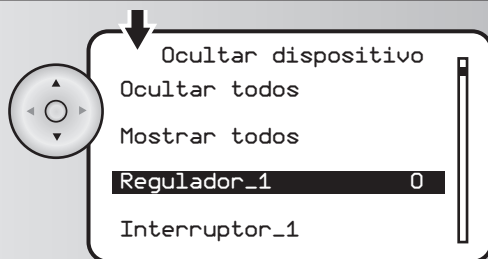 Ocultar dispositivo
Ocultar todos
Mostrar todos
Regulador_1 O
Interruptor_1